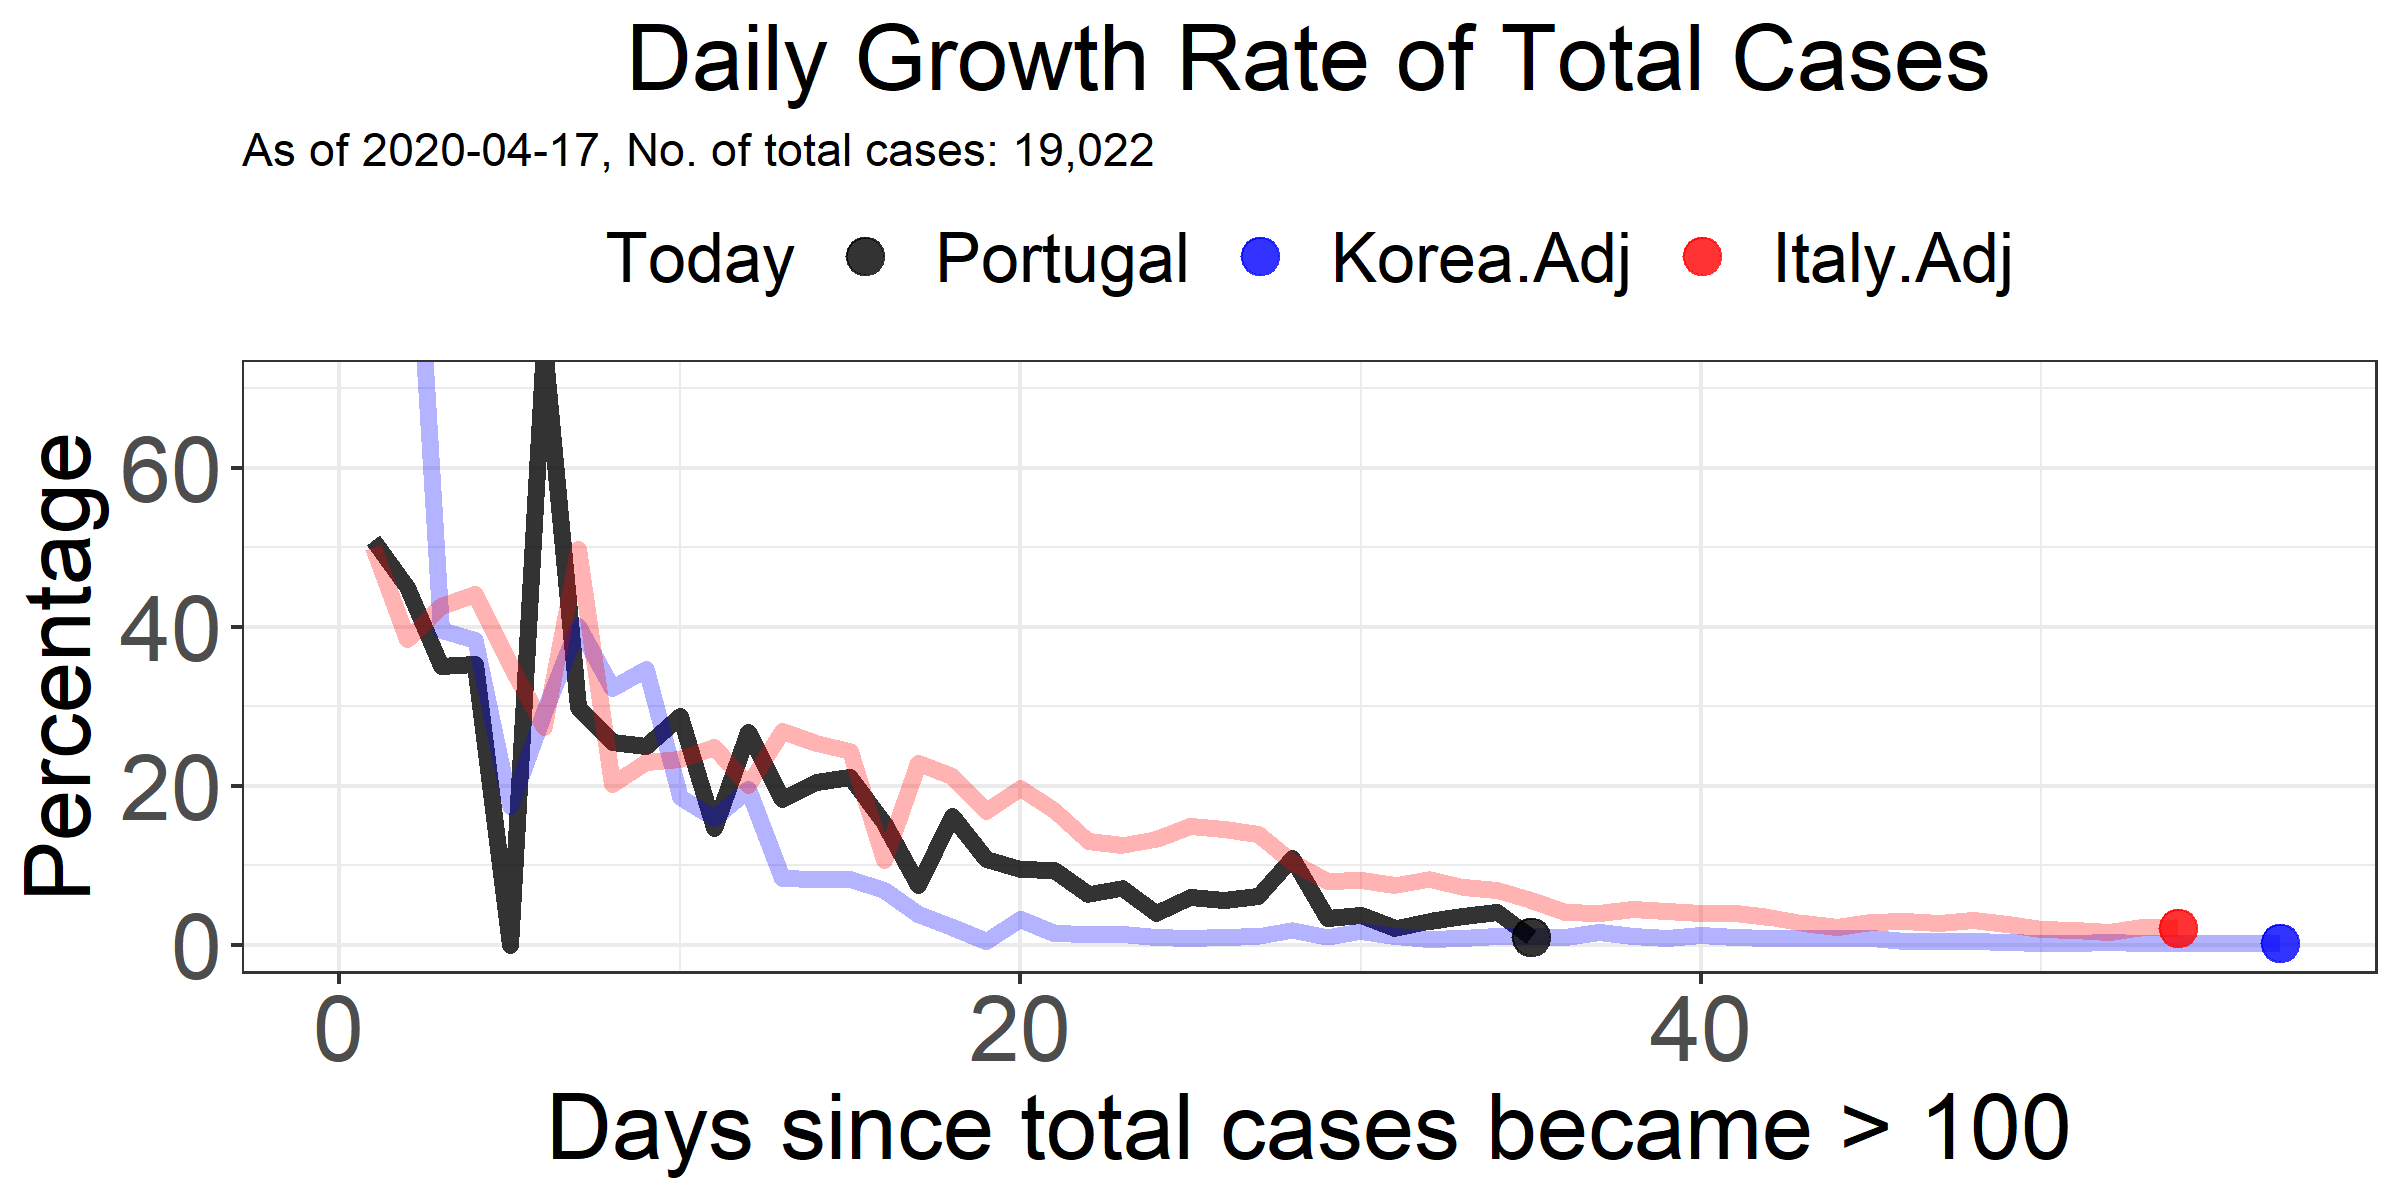 Daily Growth Rate of Total Cases
As of 2020-04-17, No. of total cases: 19,022
Today Portugal Korea.Adj Italy.Adj
Percentage
60
40
20
0
0 20 40
Days since total cases became > 100